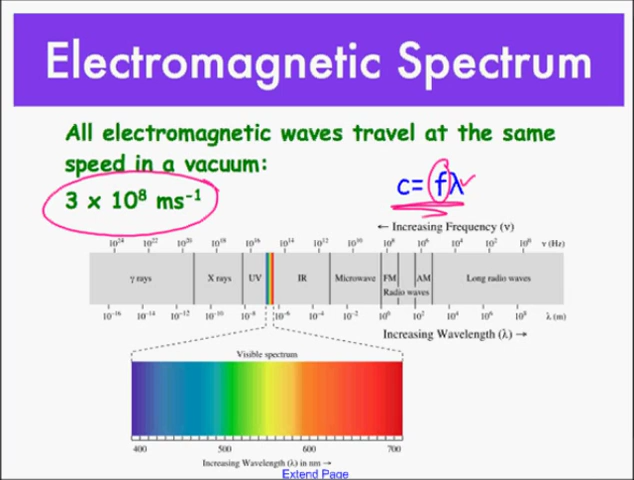 Electromagnetic Spectrum
All electromagnetic waves travel at the same
speed in a vacuum:
3 x 10⁸ ms⁻¹
c= fλ
← Increasing Frequency (ν)
10²⁴ 10²² 10²⁰ 10¹⁸ 10¹⁶ 10¹⁴ 10¹² 10¹⁰ 10⁸ 10⁶ 10⁴ 10² 10⁰ ν (Hz)
γ rays X rays UV IR Microwave FM AM Long radio waves
Radio waves
10⁻¹⁶ 10⁻¹⁴ 10⁻¹² 10⁻¹⁰ 10⁻⁸ 10⁻⁶ 10⁻⁴ 10⁻² 10⁰ 10² 10⁴ 10⁶ 10⁸ λ (m)
Increasing Wavelength (λ) →
Visible spectrum
400 500 600 700
Increasing Wavelength (λ) in nm →
Extend Page